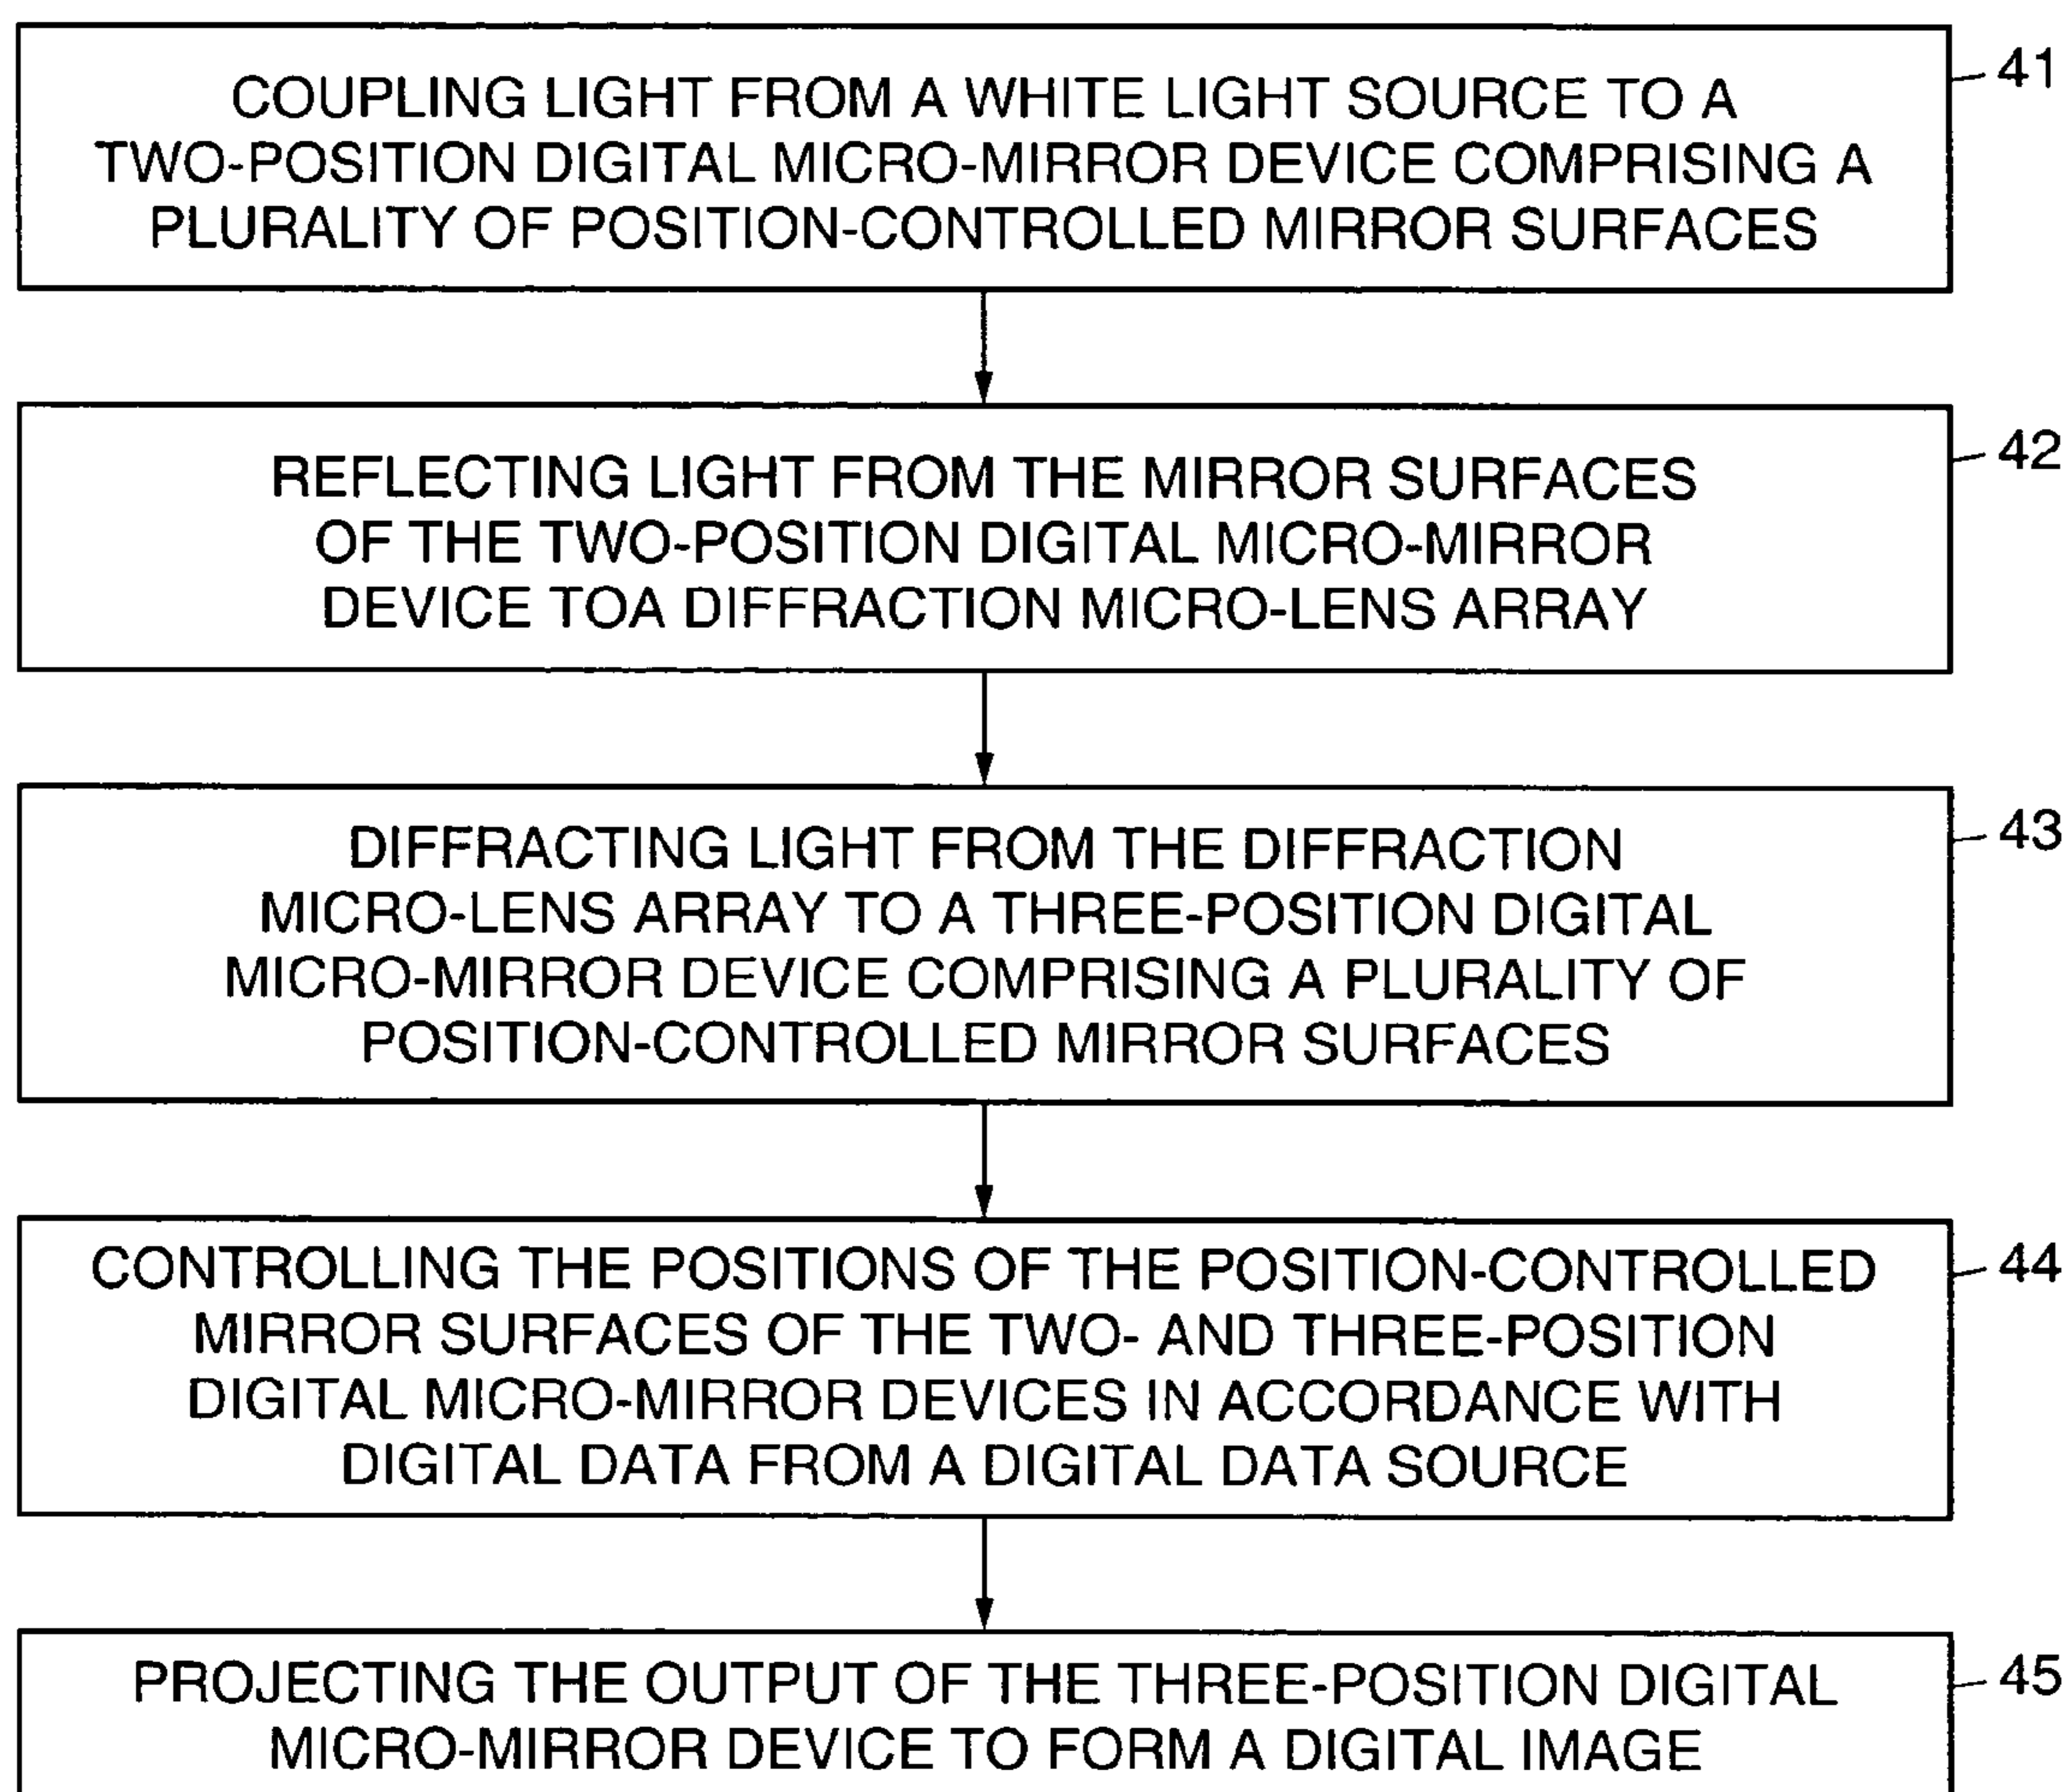 COUPLING LIGHT FROM A WHITE LIGHT SOURCE TO A
TWO-POSITION DIGITAL MICRO-MIRROR DEVICE COMPRISING A
PLURALITY OF POSITION-CONTROLLED MIRROR SURFACES
41
REFLECTING LIGHT FROM THE MIRROR SURFACES
OF THE TWO-POSITION DIGITAL MICRO-MIRROR
DEVICE TOA DIFFRACTION MICRO-LENS ARRAY
42
DIFFRACTING LIGHT FROM THE DIFFRACTION
MICRO-LENS ARRAY TO A THREE-POSITION DIGITAL
MICRO-MIRROR DEVICE COMPRISING A PLURALITY OF
POSITION-CONTROLLED MIRROR SURFACES
43
CONTROLLING THE POSITIONS OF THE POSITION-CONTROLLED
MIRROR SURFACES OF THE TWO- AND THREE-POSITION
DIGITAL MICRO-MIRROR DEVICES IN ACCORDANCE WITH
DIGITAL DATA FROM A DIGITAL DATA SOURCE
44
PROJECTING THE OUTPUT OF THE THREE-POSITION DIGITAL
MICRO-MIRROR DEVICE TO FORM A DIGITAL IMAGE
45